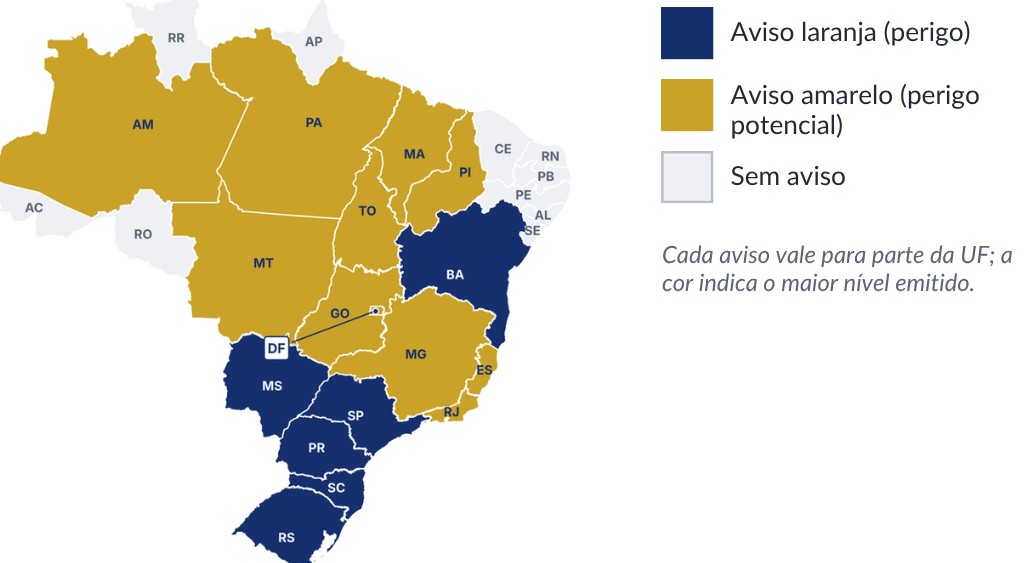 RR
AP
AM
PA
MA
CE
RN
PI
PB
PE
AC
TO
AL
RO
SE
MT
BA
GO
DF
MG
MS
ES
SP
RJ
PR
SC
RS
Aviso laranja (perigo)
Aviso amarelo (perigo
potencial)
Sem aviso
Cada aviso vale para parte da UF; a
cor indica o maior nível emitido.